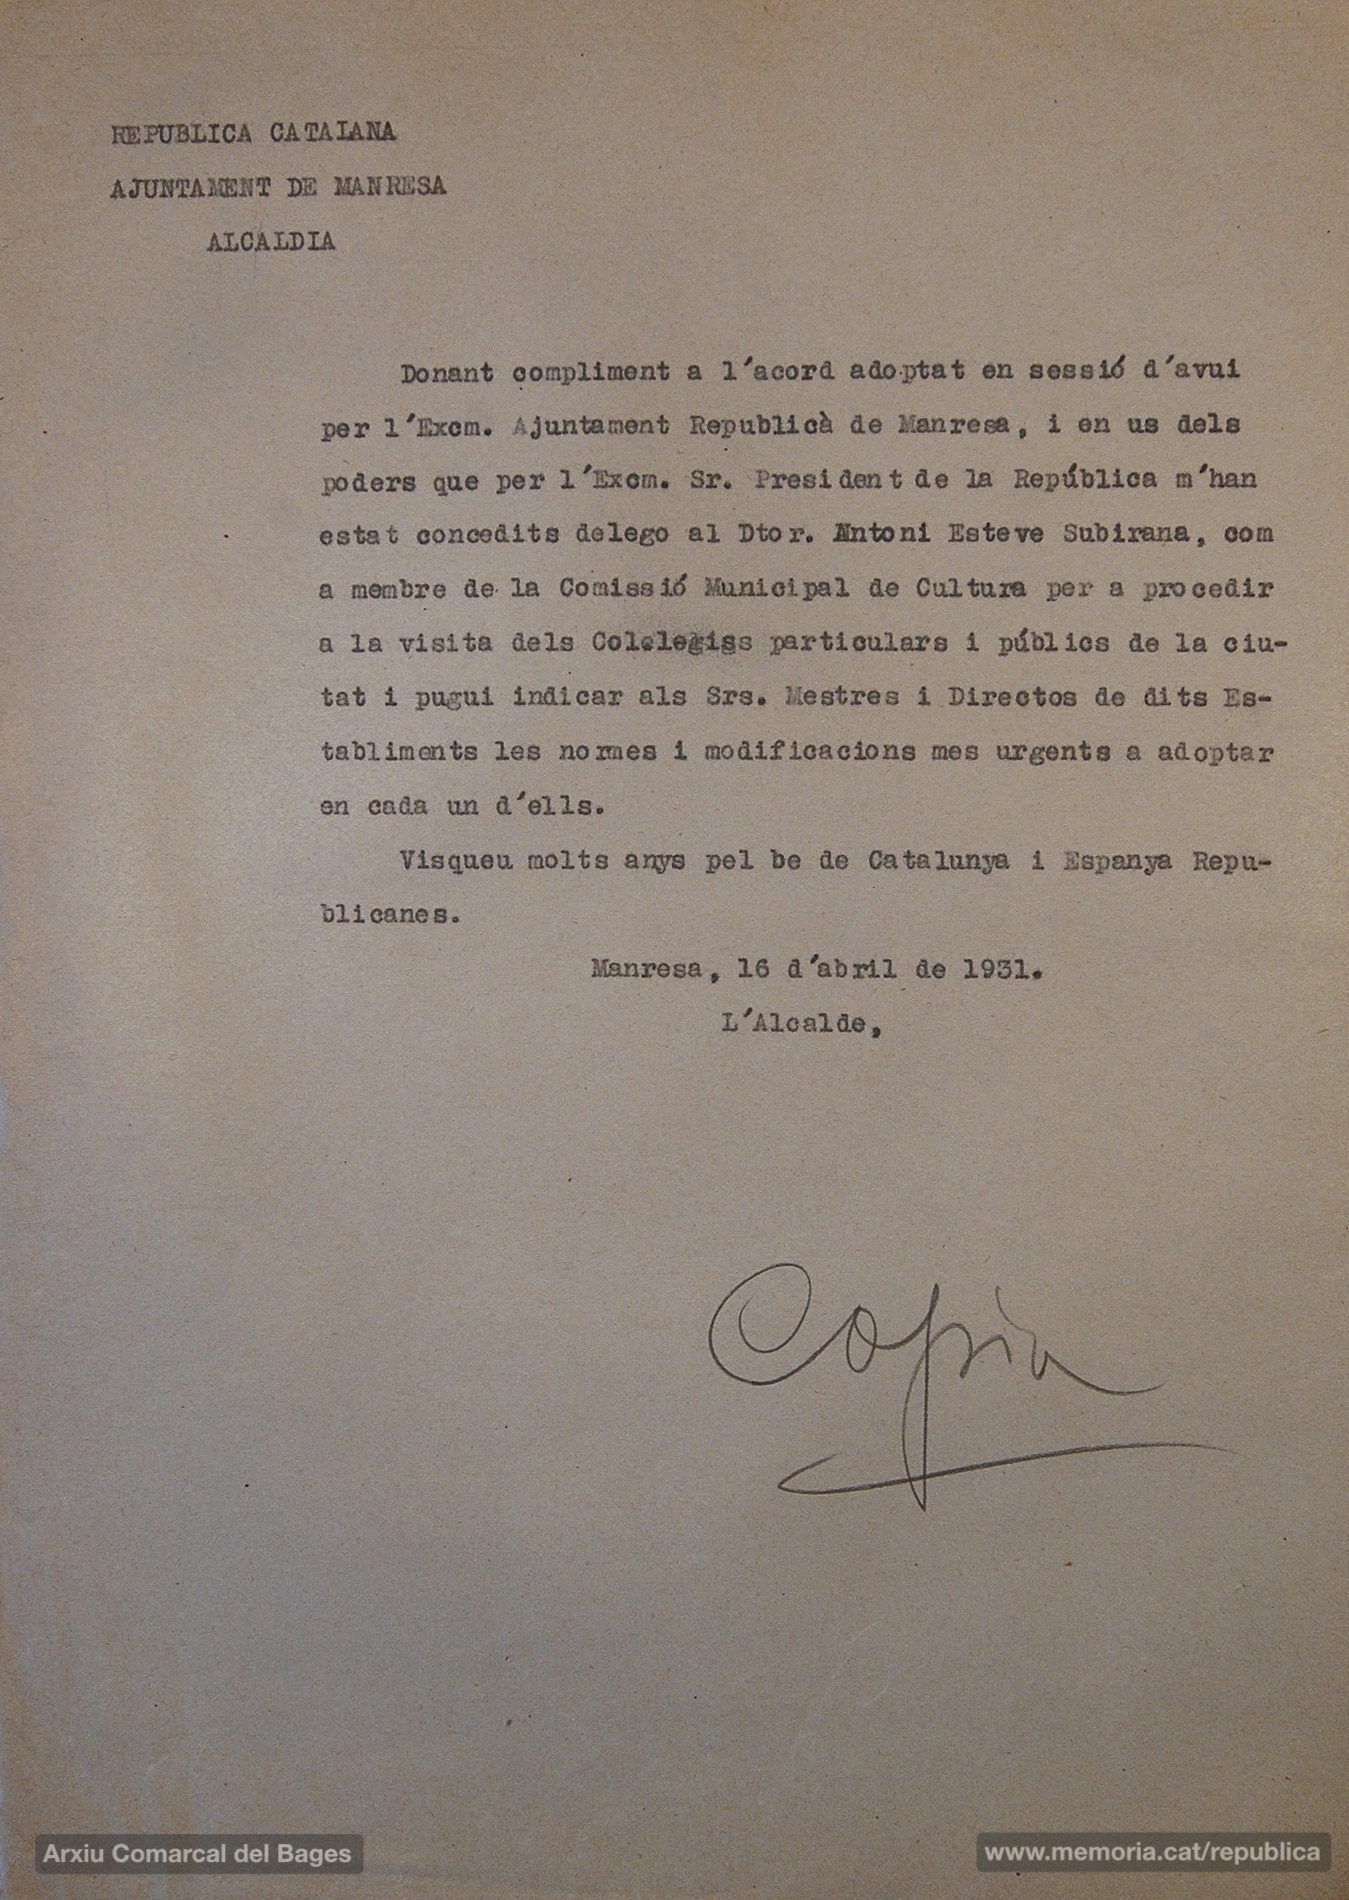 REPUBLICA CATALANA
AJUNTAMENT DE MANRESA
ALCALDIA
Donant compliment a l'acord adoptat en sessió d'avui
per l'Excm. Ajuntament Republicà de Manresa, i en us dels
poders que per l'Excm. Sr. President de la República m'han
estat concedits delego al Dtor. Antoni Esteve Subirana, com
a membre de la Comissió Municipal de Cultura per a procedir
a la visita dels particulars i públics de la ciu-
tat i pugui indicar als Srs. Mestres i Directos de dits Es-
tabliments les normes i modificacions mes urgents a adoptar
en cada un d'ells.
Visqueu molts anys pel be de Catalunya i Espanya Repu-
blicanes.
Manresa, 16 d'abril de 1931.
L'Alcalde,
Copia
Arxiu Comarcal del Bages
www.memoria.cat/republica